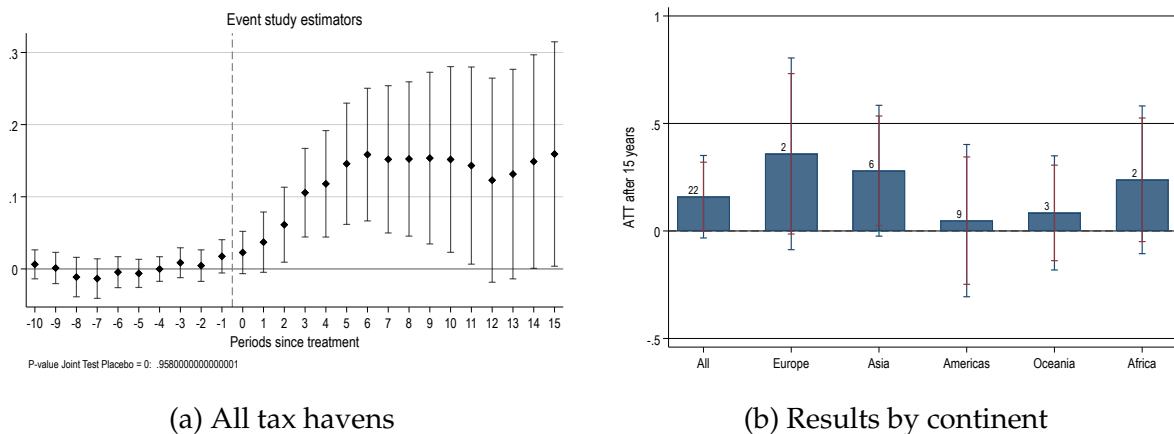 Event study estimators
.3
.2
.1
0
-10 -9 -8 -7 -6 -5 -4 -3 -2 -1 0 1 2 3 4 5 6 7 8 9 10 11 12 13 14 15
Periods since treatment
P-value Joint Test Placebo = 0: .9580000000000001
(a) All tax havens
ATT after 15 years
1
.5
0
-.5
22
2
6
9
3
2
All Europe Asia Americas Oceania Africa
(b) Results by continent